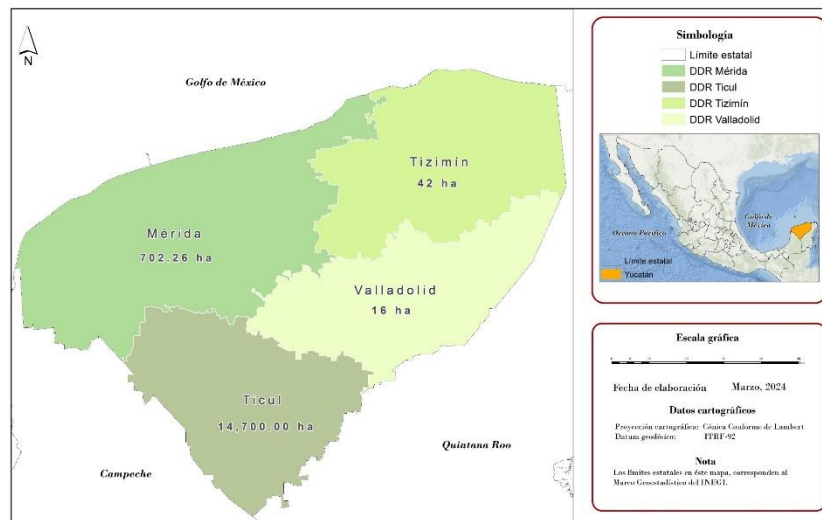 N
Golfo de México
Tizimín
42 ha
Mérida
702.26 ha
Valladolid
16 ha
Ticul
14,700.00 ha
Campeche
Quintana Roo
Simbología
Límite estatal
DDR Mérida
DDR Ticul
DDR Tizimín
DDR Valladolid
Golfo de
México
Oceano Pacifico
Límite estatal
Yucatán
Escala gráfica
Fecha de elaboración Marzo, 2024
Datos cartográficos
Proyección cartográfica: Cónica Conforme de Lambert
Datum geodésico: ITRF-92
Nota
Los límites estatales en éste mapa, corresponden al
Marco Geoestadístico del INEGI.